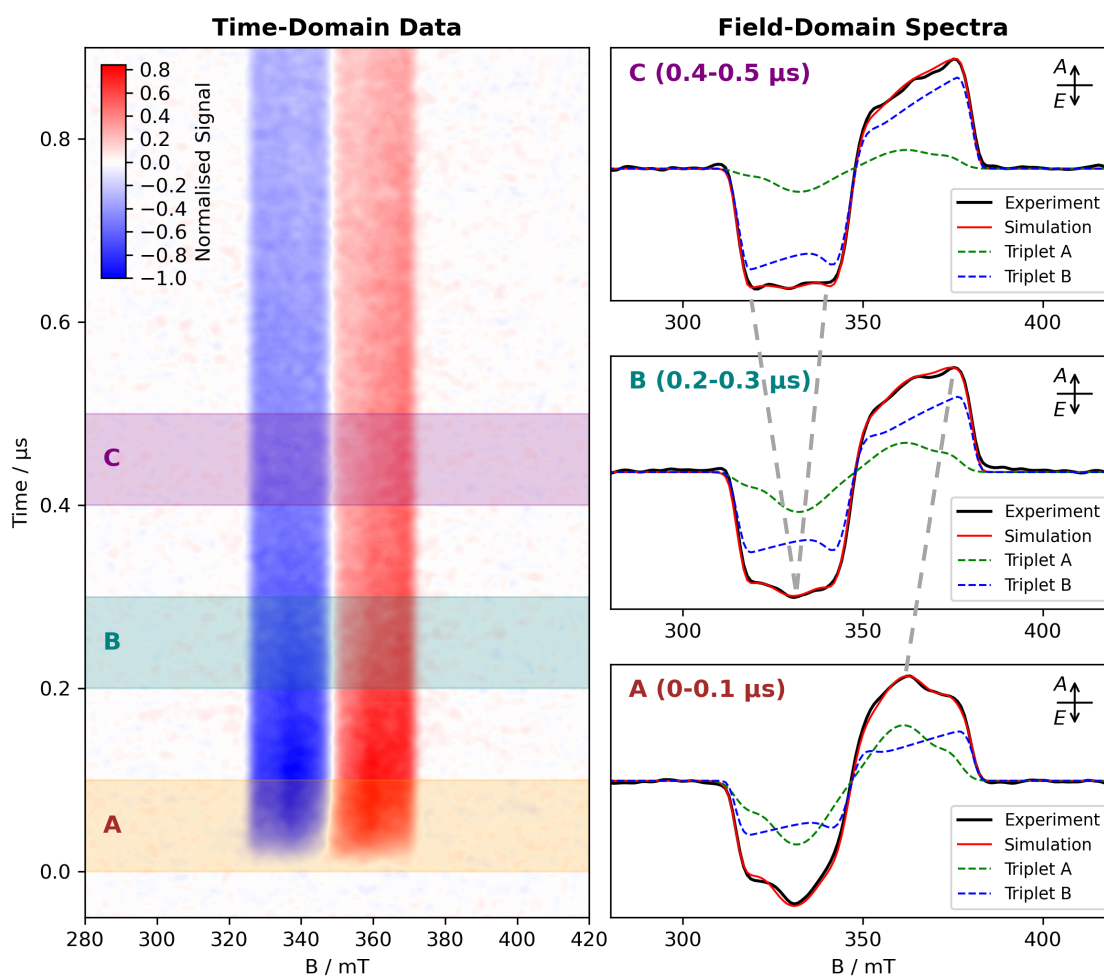 Time-Domain Data
0.8
0.6
0.4
0.2
0.0
−0.2
−0.4
−0.6
−0.8
−1.0
Normalised Signal
C
B
A
0.8
0.6
0.4
0.2
0.0
Time / μs
280 300 320 340 360 380 400 420
B / mT
Field-Domain Spectra
C (0.4-0.5 μs)
A
E
Experiment
Simulation
Triplet A
Triplet B
300 350 400
B (0.2-0.3 μs)
A
E
Experiment
Simulation
Triplet A
Triplet B
300 350 400
A (0-0.1 μs)
A
E
Experiment
Simulation
Triplet A
Triplet B
300 350 400
B / mT